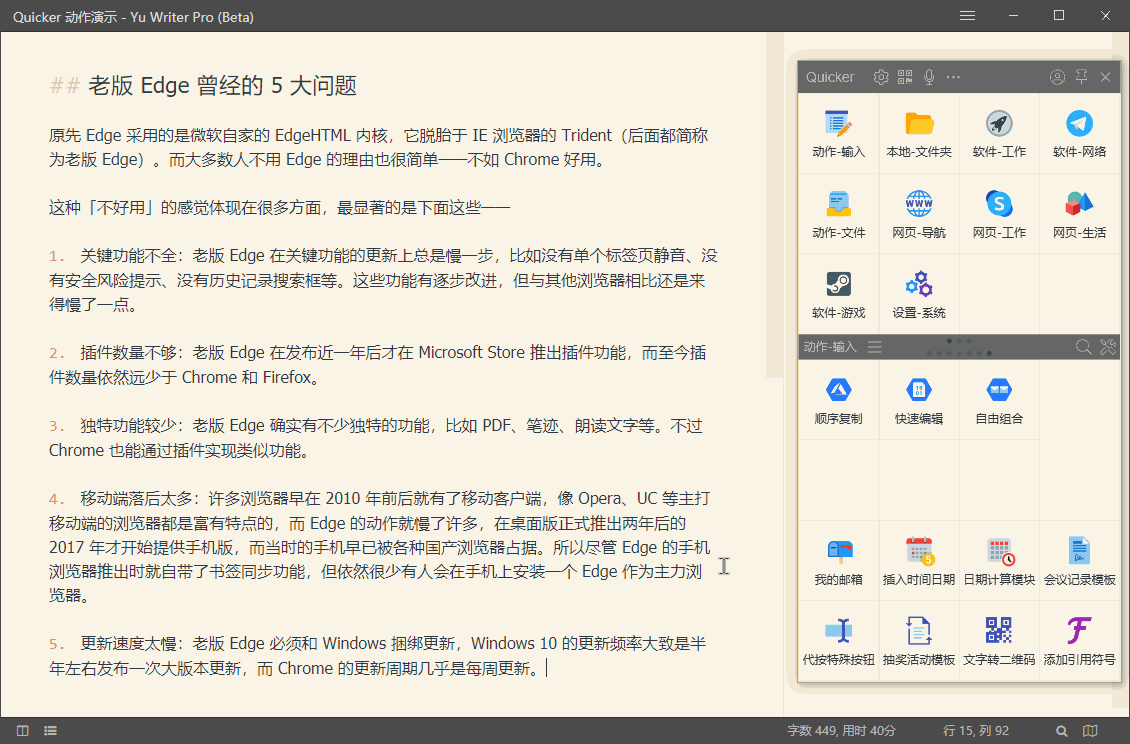 Quicker 动作演示 - Yu Writer Pro (Beta)
## 老版 Edge 曾经的 5 大问题
原先 Edge 采用的是微软自家的 EdgeHTML 内核，它脱胎于 IE 浏览器的 Trident（后面都简称
为老版 Edge）。而大多数人不用 Edge 的理由也很简单——不如 Chrome 好用。
这种「不好用」的感觉体现在很多方面，最显著的是下面这些——
1. 关键功能不全：老版 Edge 在关键功能的更新上总是慢一步，比如没有单个标签页静音、没
有安全风险提示、没有历史记录搜索框等。这些功能有逐步改进，但与其他浏览器相比还是来
得慢了一点。
2. 插件数量不够：老版 Edge 在发布近一年后才在 Microsoft Store 推出插件功能，而至今插
件数量依然远少于 Chrome 和 Firefox。
3. 独特功能较少：老版 Edge 确实有不少独特的功能，比如 PDF、笔迹、朗读文字等。不过
Chrome 也能通过插件实现类似功能。
4. 移动端落后太多：许多浏览器早在 2010 年前后就有了移动客户端，像 Opera、UC 等主打
移动端的浏览器都是富有特点的，而 Edge 的动作就慢了许多，在桌面版正式推出两年后的
2017 年才开始提供手机版，而当时的手机早已被各种国产浏览器占据。所以尽管 Edge 的手机
浏览器推出时就自带了书签同步功能，但依然很少有人会在手机上安装一个 Edge 作为主力浏
览器。
5. 更新速度太慢：老版 Edge 必须和 Windows 捆绑更新，Windows 10 的更新频率大致是半
年左右发布一次大版本更新，而 Chrome 的更新周期几乎是每周更新。
Quicker
动作-输入 本地-文件夹 软件-工作 软件-网络
WWW S
动作-文件 网页-导航 网页-工作 网页-生活
软件-游戏 设置-系统
动作-输入
顺序复制 快速编辑 自由组合
5
我的邮箱 插入时间日期 日期计算模块 会议记录模板
代按特殊按钮 抽奖活动模板 文字转二维码 添加引用符号
字数 449, 用时 40分 行 15, 列 92